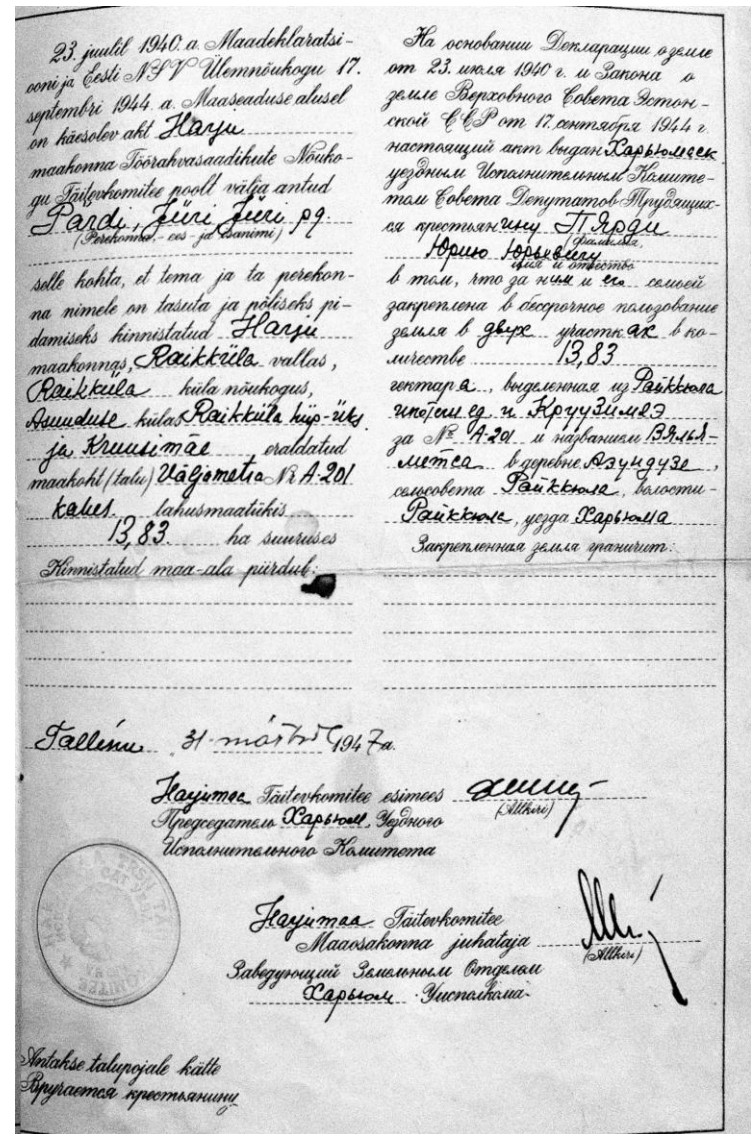 23. juulil 1940. a. Maadeklaratsi-
ooni ja Eesti NSV Ülemnõukogu 17.
septembri 1944. a. Maaseaduse alusel
on käesolev akt Harju
maakonna Töörahvasaadikute Nõuko-
gu Täitevkomitee poolt välja antud
Pärdi, Jüri Jüri pg.
(Perekonna-, ees- ja isanimi)
selle kohta, et tema ja ta perekon-
na nimele on tasuta ja põliseks pi-
damiseks kinnistatud Harju
maakonnas, Raikküla vallas,
Raikküla küla nõukogus,
Asunduse külas Raikküla hüp-üks.
ja Kruusimäe eraldatud
maakoht (talu) Väljametsa Nr A-201
kahes lahusmaatükis
13,83 ha suuruses
Kinnistatud maa-ala piirdub:
На основании Декларации о земле
от 23. июля 1940 г. и Закона о
земле Верховного Совета Эстон-
ской ССР от 17. сентября 1944 г.
настоящий акт выдан Харьюмаск
уездным Исполнительным Комите-
том Совета Депутатов Трудящих-
ся крестьянину Пярди
(фамилия,
Юрию Юрьевичу
имя и отчество
в том, что за ним и его семьей
закреплена в бессрочное пользование
земля в двух участках в ко-
личестве 13,83
гектара, выделенная из Райккюла
ипотеш ед и Круузимяэ
за № А-201 и названием Вялья-
метса в деревне Азундузе,
сельсовета Райккюла, волости
Райккюла, уезда Харьюма
Закрепленная земля граничит:
Tallinn 31. 1947 a.
Harjumaa Täitevkomitee esimees
(Allkiri)
Председатель Харьюм. Уездного
Исполнительного Комитета
Harjumaa Täitevkomitee
Maaosakonna juhataja
(Allkiri)
Заведующий Земельным Отделом
Харьюм Уисполкома
Antakse talupojale kätte
Вручается крестьянину